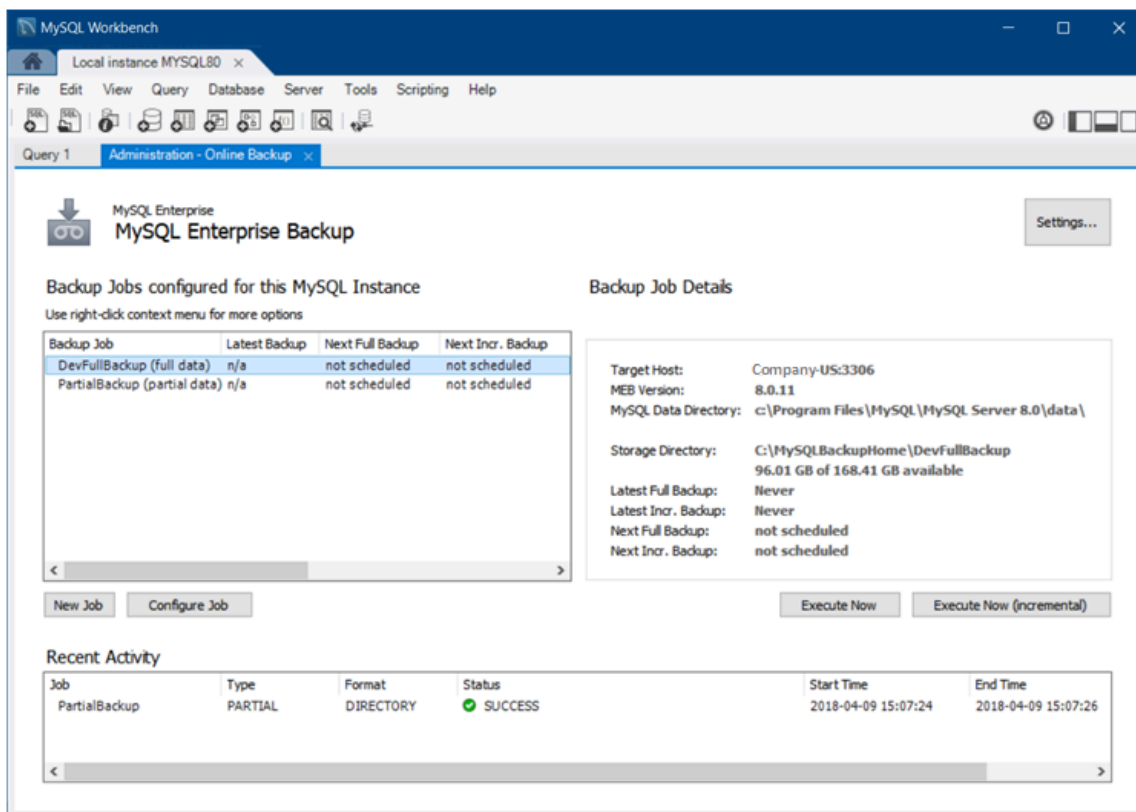 MySQL Workbench
Local instance MYSQL80 ×
File Edit View Query Database Server Tools Scripting Help
Query 1 Administration - Online Backup ×
MySQL Enterprise
MySQL Enterprise Backup
Settings...
Backup Jobs configured for this MySQL Instance
Use right-click context menu for more options
Backup Job Latest Backup Next Full Backup Next Incr. Backup
DevFullBackup (full data) n/a not scheduled not scheduled
PartialBackup (partial data) n/a not scheduled not scheduled
New Job Configure Job
Backup Job Details
Target Host: Company-US:3306
MEB Version: 8.0.11
MySQL Data Directory: c:\Program Files\MySQL\MySQL Server 8.0\data\
Storage Directory: C:\MySQLBackupHome\DevFullBackup
96.01 GB of 168.41 GB available
Latest Full Backup: Never
Latest Incr. Backup: Never
Next Full Backup: not scheduled
Next Incr. Backup: not scheduled
Execute Now Execute Now (incremental)
Recent Activity
Job Type Format Status Start Time End Time
PartialBackup PARTIAL DIRECTORY SUCCESS 2018-04-09 15:07:24 2018-04-09 15:07:26